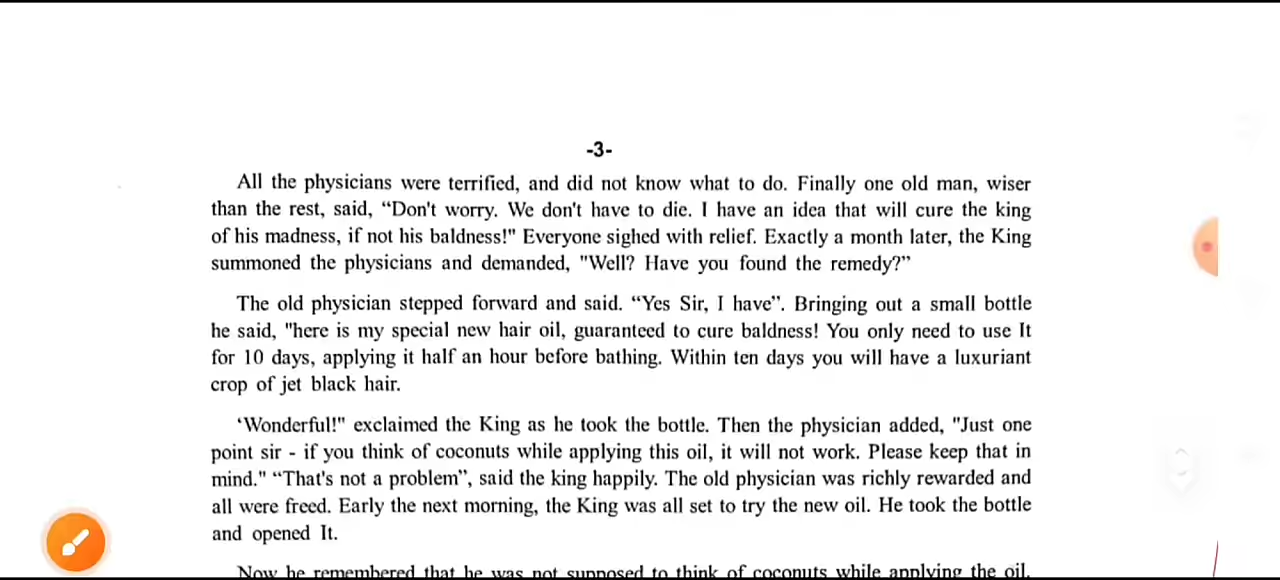 -3-
All the physicians were terrified, and did not know what to do. Finally one old man, wiser
than the rest, said, “Don't worry. We don't have to die. I have an idea that will cure the king
of his madness, if not his baldness!" Everyone sighed with relief. Exactly a month later, the King
summoned the physicians and demanded, "Well? Have you found the remedy?”
The old physician stepped forward and said. “Yes Sir, I have”. Bringing out a small bottle
he said, "here is my special new hair oil, guaranteed to cure baldness! You only need to use It
for 10 days, applying it half an hour before bathing. Within ten days you will have a luxuriant
crop of jet black hair.
‘Wonderful!" exclaimed the King as he took the bottle. Then the physician added, "Just one
point sir - if you think of coconuts while applying this oil, it will not work. Please keep that in
mind." “That's not a problem”, said the king happily. The old physician was richly rewarded and
all were freed. Early the next morning, the King was all set to try the new oil. He took the bottle
and opened It.
Now he remembered that he was not supposed to think of coconuts while applying the oil.